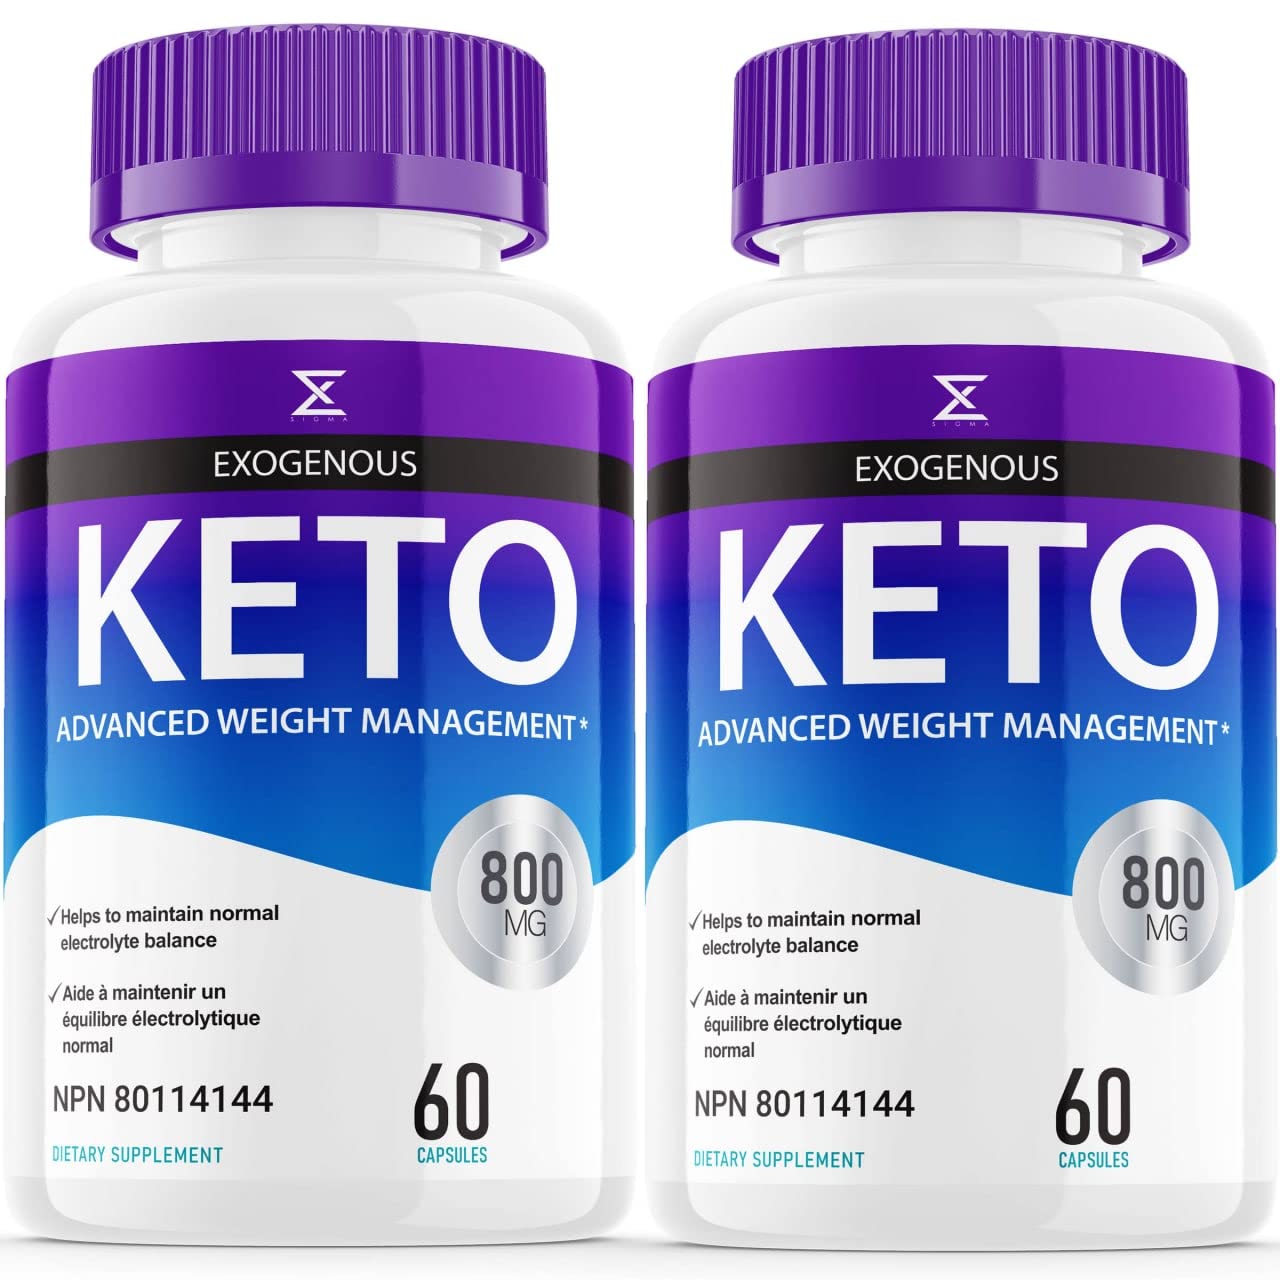 SIGMA
EXOGENOUS
KETO
ADVANCED WEIGHT MANAGEMENT*
800
MG
✓Helps to maintain normal
electrolyte balance
✓Aide à maintenir un
équilibre électrolytique
normal
NPN 80114144
DIETARY SUPPLEMENT
60
CAPSULES
SIGMA
EXOGENOUS
KETO
ADVANCED WEIGHT MANAGEMENT*
800
MG
✓Helps to maintain normal
electrolyte balance
✓Aide à maintenir un
équilibre électrolytique
normal
NPN 80114144
DIETARY SUPPLEMENT
60
CAPSULES